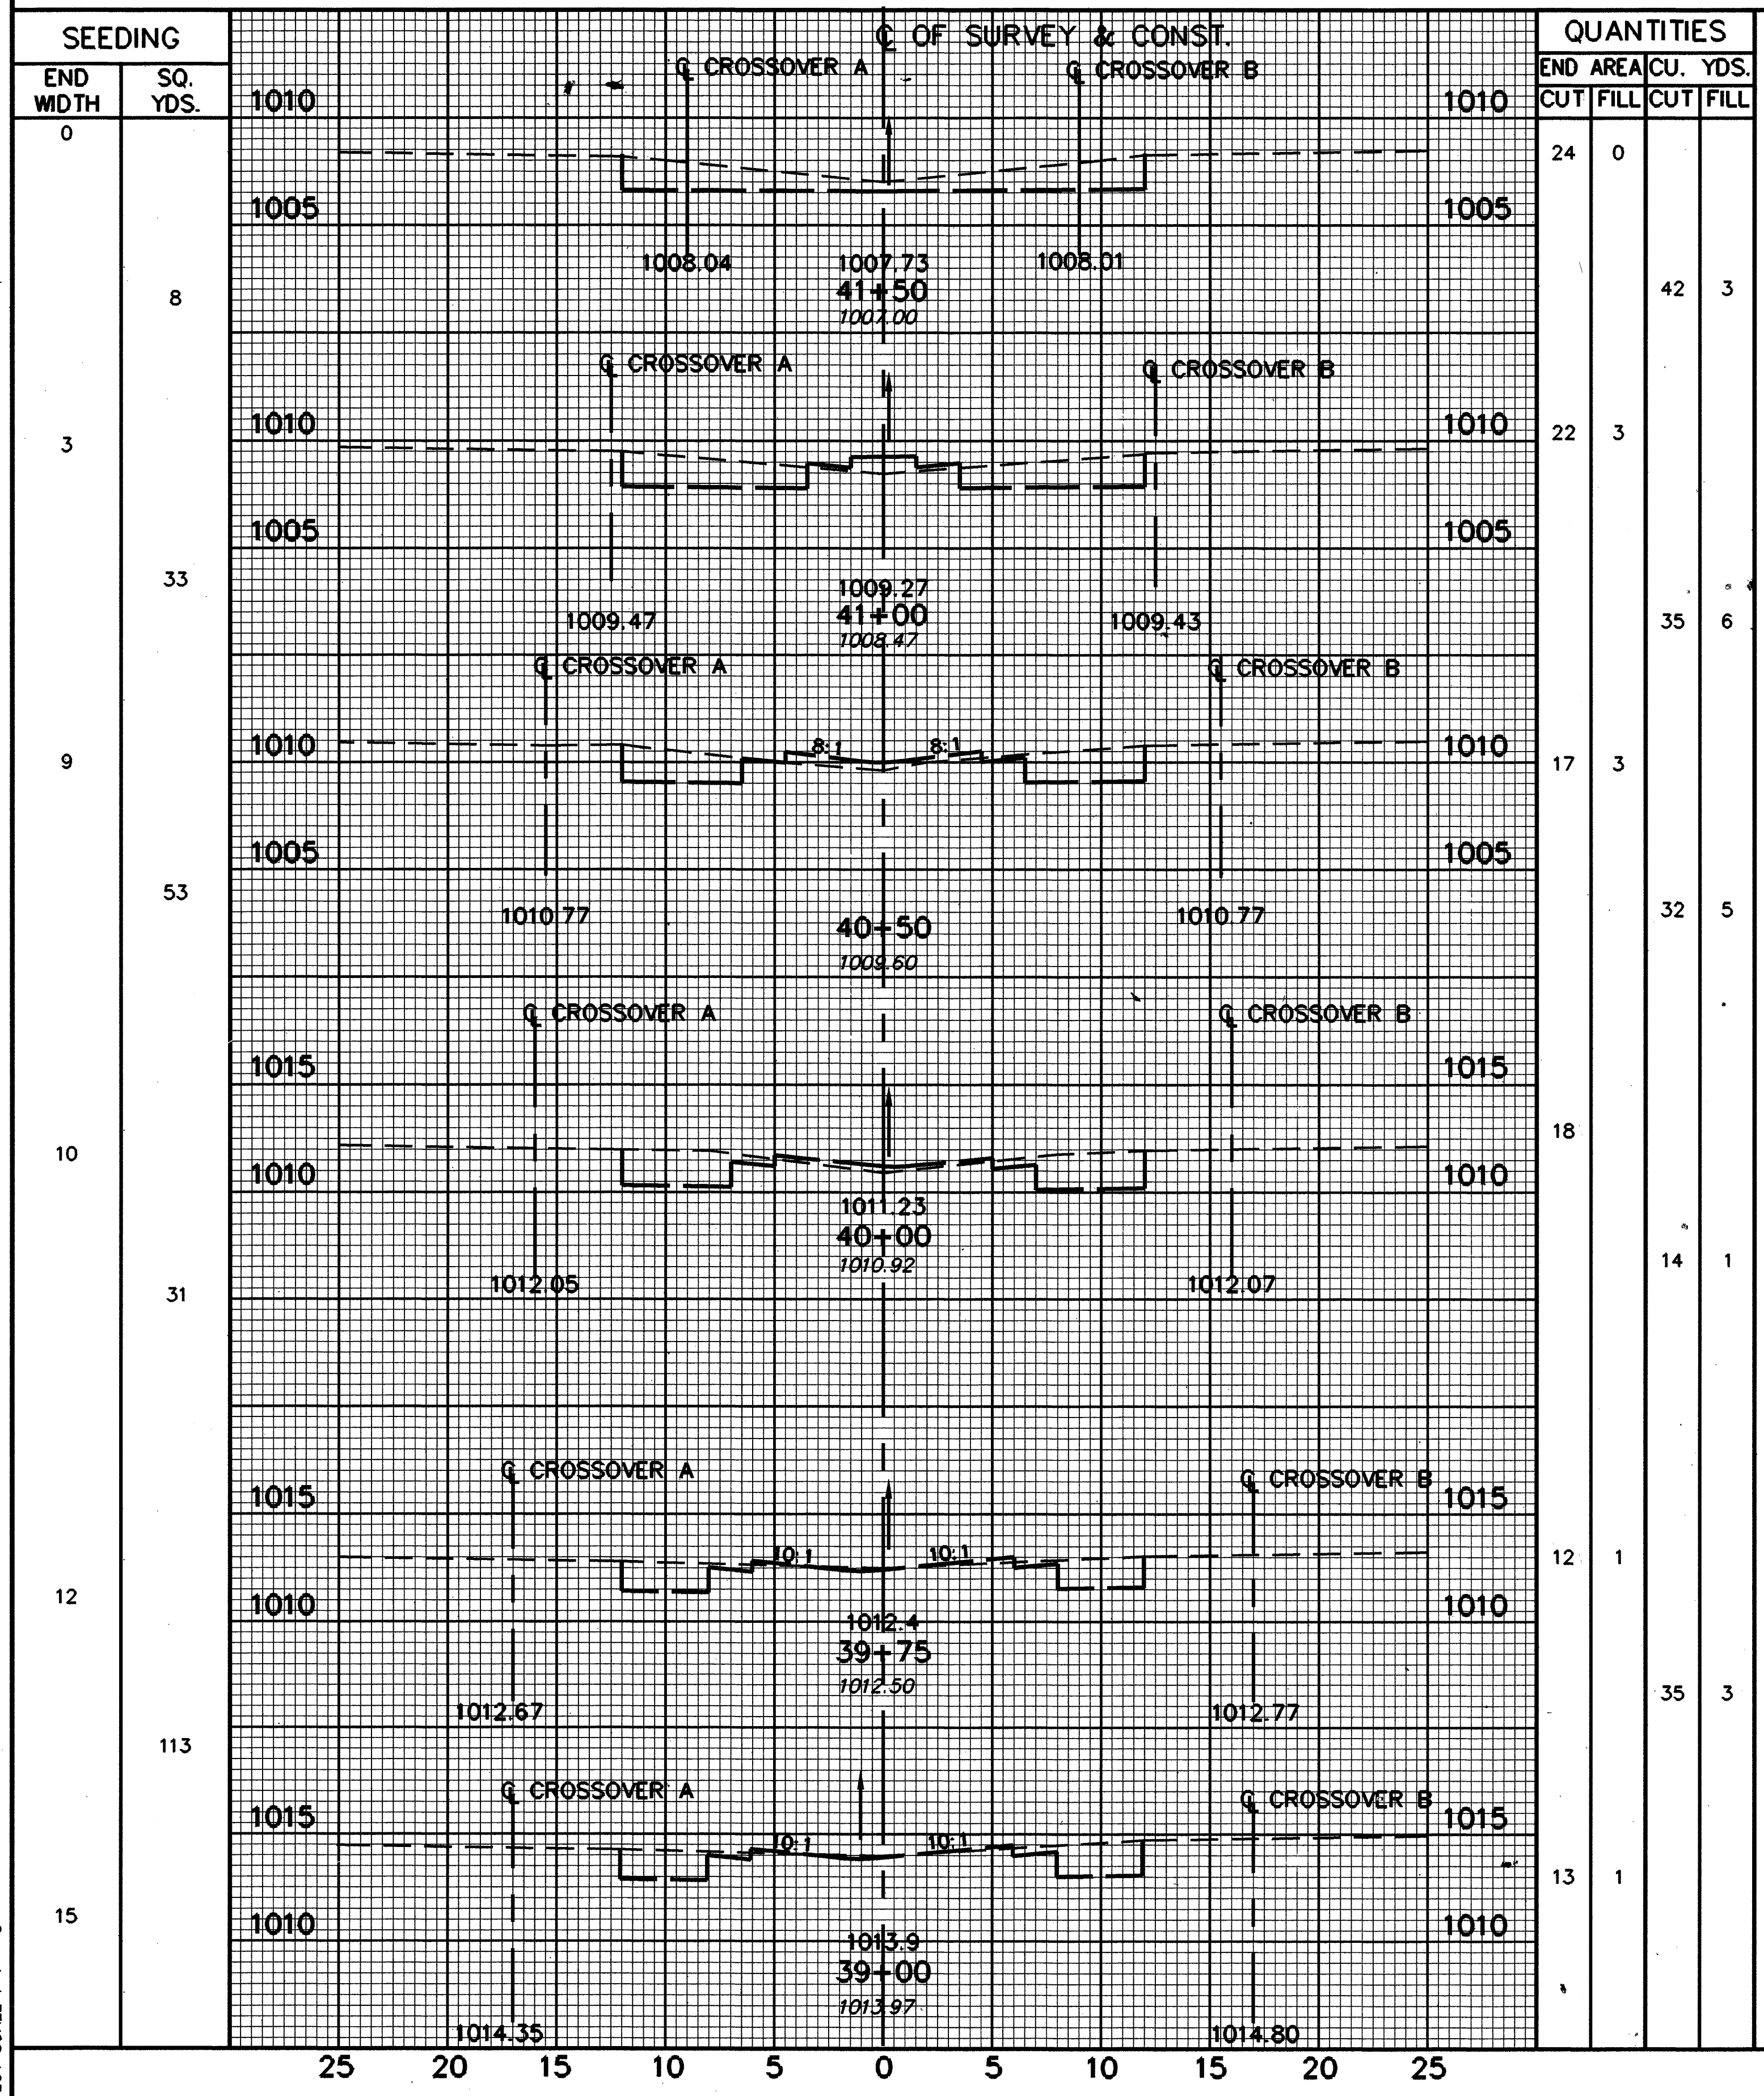 SEEDING
END WIDTH
SQ. YDS.
℄ OF SURVEY & CONST.
QUANTITIES
END AREA CU. YDS.
CUT FILL CUT FILL
℄ CROSSOVER A
℄ CROSSOVER B
1010 1010
0
24 0
1005 1005
1008.04 1007.73 1008.01
41+50
1007.00
8
42 3
℄ CROSSOVER A
℄ CROSSOVER B
1010 1010
3
22 3
1005 1005
33
1009.27
1009.47 41+00 1009.43
1008.47
35 6
℄ CROSSOVER A
℄ CROSSOVER B
1010 8:1 8:1 1010
9
17 3
1005 1005
53
1010.77 40+50 1010.77
1009.60
32 5
℄ CROSSOVER A
℄ CROSSOVER B
1015 1015
10
18
1010 1010
1011.23
40+00
1010.92
1012.05 1012.07
14 1
31
℄ CROSSOVER A
℄ CROSSOVER B
1015 1015
10:1 10:1
12 1
12
1010 1010
1012.4
39+75
1012.50
1012.67 1012.77
35 3
113
℄ CROSSOVER A
℄ CROSSOVER B
1015 1015
10:1 10:1
13 1
15
1010 1010
1013.9
39+00
1013.97
1014.35 1014.80
25 20 15 10 5 0 5 10 15 20 25